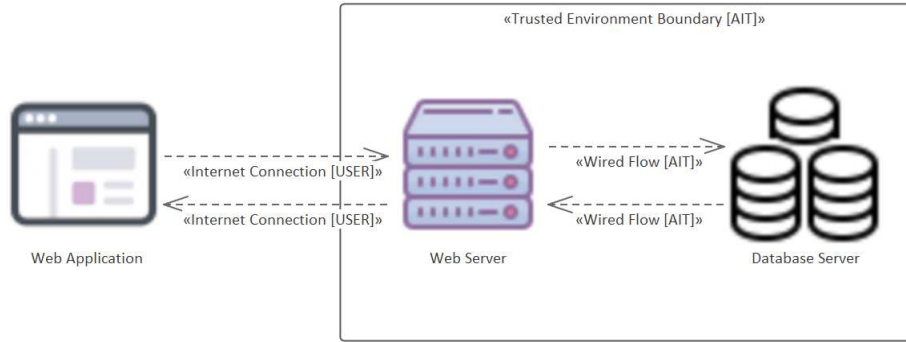 «Trusted Environment Boundary [AIT]»
«Internet Connection [USER]»
«Wired Flow [AIT]»
«Internet Connection [USER]»
«Wired Flow [AIT]»
Web Application
Web Server
Database Server